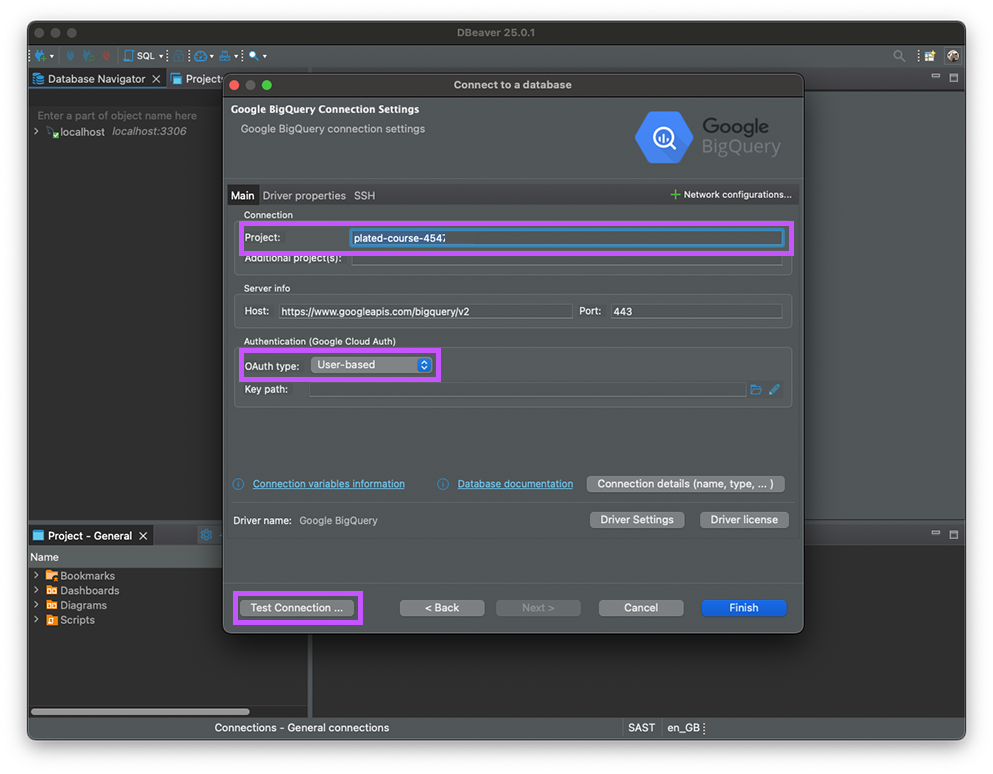 DBeaver 25.0.1
SQL
Database Navigator
Project
Enter a part of object name here
localhost localhost:3306
Connect to a database
Google BigQuery Connection Settings
Google BigQuery connection settings
Google
BigQuery
Main Driver properties SSH
Network configurations...
Connection
Project: plated-course-4547
Additional project(s):
Server info
Host: https://www.googleapis.com/bigquery/v2 Port: 443
Authentication (Google Cloud Auth)
OAuth type: User-based
Key path:
Connection variables information Database documentation Connection details (name, type, ... )
Driver name: Google BigQuery Driver Settings Driver license
Test Connection ... < Back Next > Cancel Finish
Project - General
Name
Bookmarks
Dashboards
Diagrams
Scripts
Connections - General connections SAST en_GB